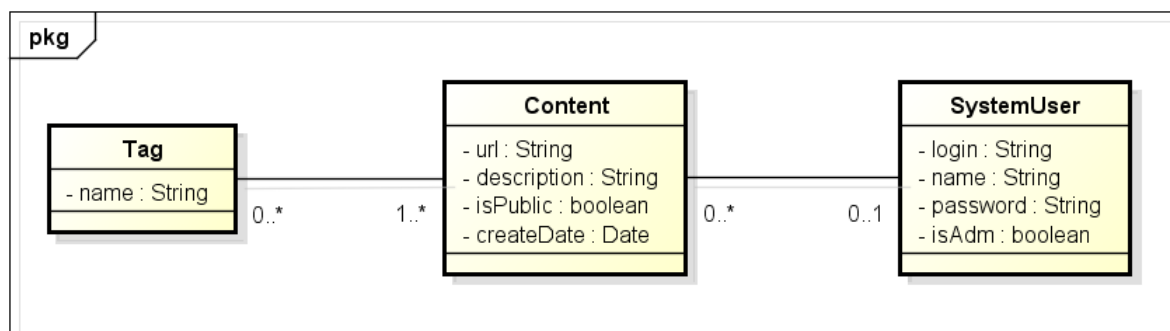 pkg
Tag
- name : String
0..*
1..*
Content
- url : String
- description : String
- isPublic : boolean
- createDate : Date
0..*
0..1
SystemUser
- login : String
- name : String
- password : String
- isAdm : boolean